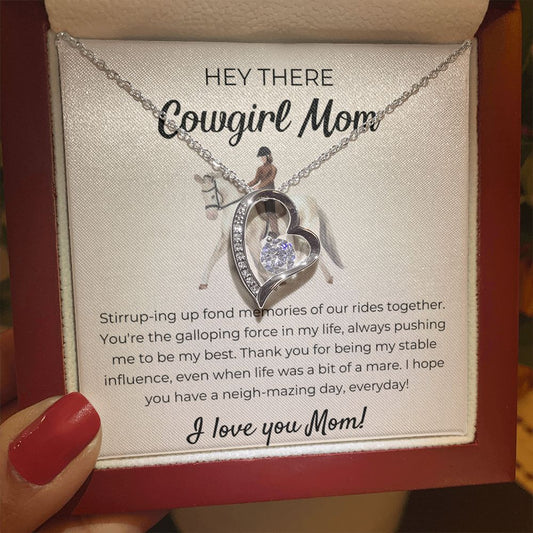 HEY THERE
Cowgirl Mom
Stirrup-ing up fond memories of our rides together.
You're the galloping force in my life, always pushing
me to be my best. Thank you for being my stable
influence, even when life was a bit of a mare. I hope
you have a neigh-mazing day, everyday!
I love you Mom!